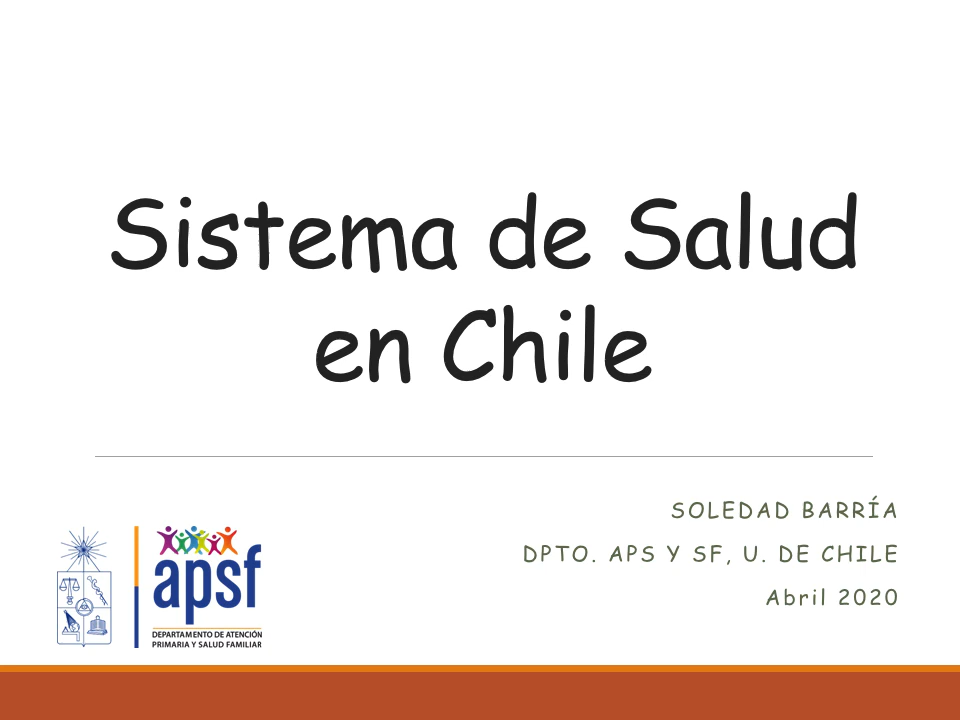 Sistema de Salud
en Chile
SOLEDAD BARRÍA
DPTO. APS Y SF, U. DE CHILE
Abril 2020
apsf
DEPARTAMENTO DE ATENCIÓN
PRIMARIA Y SALUD FAMILIAR